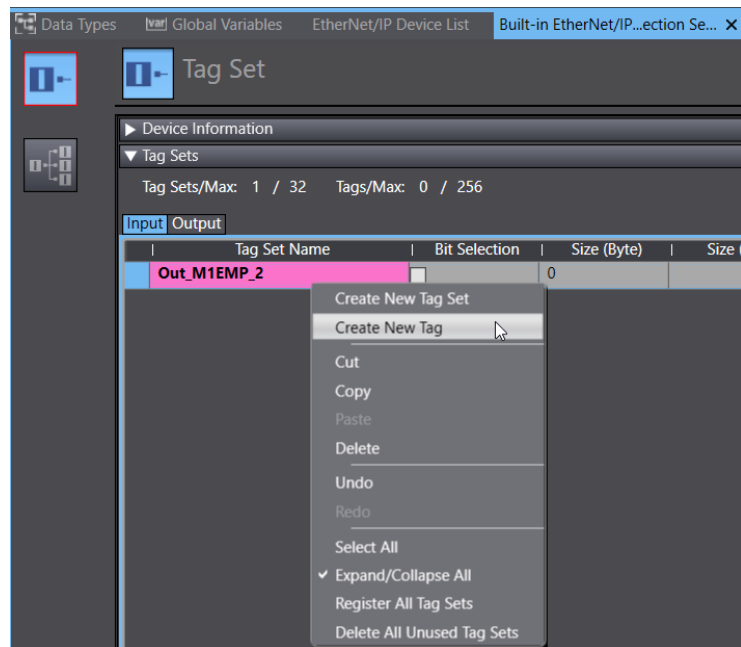 Data Types var Global Variables EtherNet/IP Device List Built-in EtherNet/IP...ection Se... X
Tag Set
Device Information
Tag Sets
Tag Sets/Max: 1 / 32 Tags/Max: 0 / 256
Input Output
Tag Set Name | Bit Selection | Size (Byte) | Size (
Out_M1EMP_2 0
Create New Tag Set
Create New Tag
Cut
Copy
Paste
Delete
Undo
Redo
Select All
Expand/Collapse All
Register All Tag Sets
Delete All Unused Tag Sets